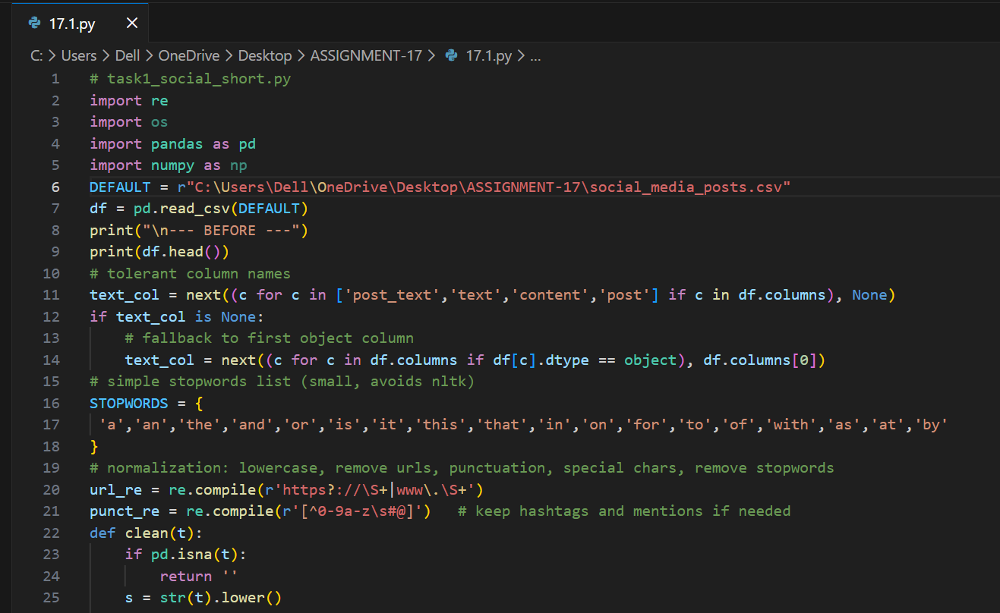 17.1.py
C: > Users > Dell > OneDrive > Desktop > ASSIGNMENT-17 > 17.1.py > ...
1 # task1_social_short.py
2 import re
3 import os
4 import pandas as pd
5 import numpy as np
6 DEFAULT = r"C:\Users\Dell\OneDrive\Desktop\ASSIGNMENT-17\social_media_posts.csv"
7 df = pd.read_csv(DEFAULT)
8 print("\n--- BEFORE ---")
9 print(df.head())
10 # tolerant column names
11 text_col = next((c for c in ['post_text','text','content','post'] if c in df.columns), None)
12 if text_col is None:
13     # fallback to first object column
14     text_col = next((c for c in df.columns if df[c].dtype == object), df.columns[0])
15 # simple stopwords list (small, avoids nltk)
16 STOPWORDS = {
17  'a','an','the','and','or','is','it','this','that','in','on','for','to','of','with','as','at','by'
18 }
19 # normalization: lowercase, remove urls, punctuation, special chars, remove stopwords
20 url_re = re.compile(r'https?://\S+|www\.\S+')
21 punct_re = re.compile(r'[^0-9a-z\s#@]')   # keep hashtags and mentions if needed
22 def clean(t):
23     if pd.isna(t):
24         return ''
25     s = str(t).lower()